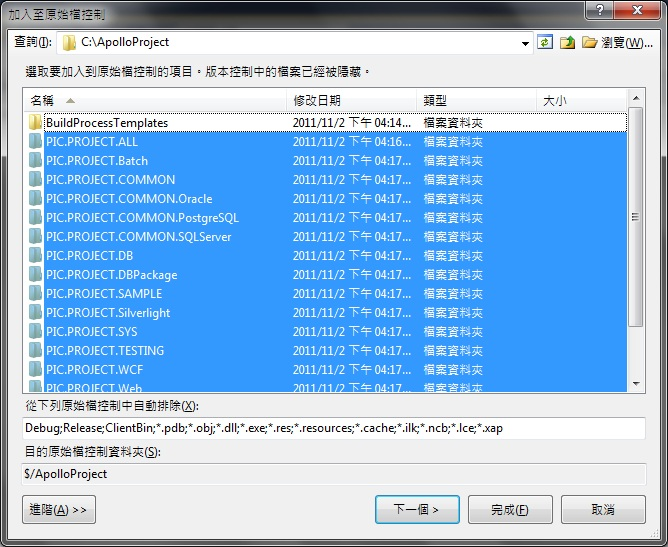 加入至原始檔控制
查詢(I): C:\ApolloProject 瀏覽(W)...
選取要加入到原始檔控制的項目。版本控制中的檔案已經被隱藏。
名稱 修改日期 類型 大小
BuildProcessTemplates 2011/11/2 下午 04:14... 檔案資料夾
PIC.PROJECT.ALL 2011/11/2 下午 04:16... 檔案資料夾
PIC.PROJECT.Batch 2011/11/2 下午 04:17... 檔案資料夾
PIC.PROJECT.COMMON 2011/11/2 下午 04:17... 檔案資料夾
PIC.PROJECT.COMMON.Oracle 2011/11/2 下午 04:17... 檔案資料夾
PIC.PROJECT.COMMON.PostgreSQL 2011/11/2 下午 04:17... 檔案資料夾
PIC.PROJECT.COMMON.SQLServer 2011/11/2 下午 04:17... 檔案資料夾
PIC.PROJECT.DB 2011/11/2 下午 04:17... 檔案資料夾
PIC.PROJECT.DBPackage 2011/11/2 下午 04:17... 檔案資料夾
PIC.PROJECT.SAMPLE 2011/11/2 下午 04:17... 檔案資料夾
PIC.PROJECT.Silverlight 2011/11/2 下午 04:17... 檔案資料夾
PIC.PROJECT.SYS 2011/11/2 下午 04:17... 檔案資料夾
PIC.PROJECT.TESTING 2011/11/2 下午 04:17... 檔案資料夾
PIC.PROJECT.WCF 2011/11/2 下午 04:17... 檔案資料夾
PIC.PROJECT.Web 2011/11/2 下午 04:17... 檔案資料夾
從下列原始檔控制中自動排除(X):
Debug;Release;ClientBin;*.pdb;*.obj;*.dll;*.exe;*.res;*.resources;*.cache;*.ilk;*.ncb;*.lce;*.xap
目的原始檔控制資料夾(S):
$/ApolloProject
進階(A) >> 下一個 > 完成(F) 取消